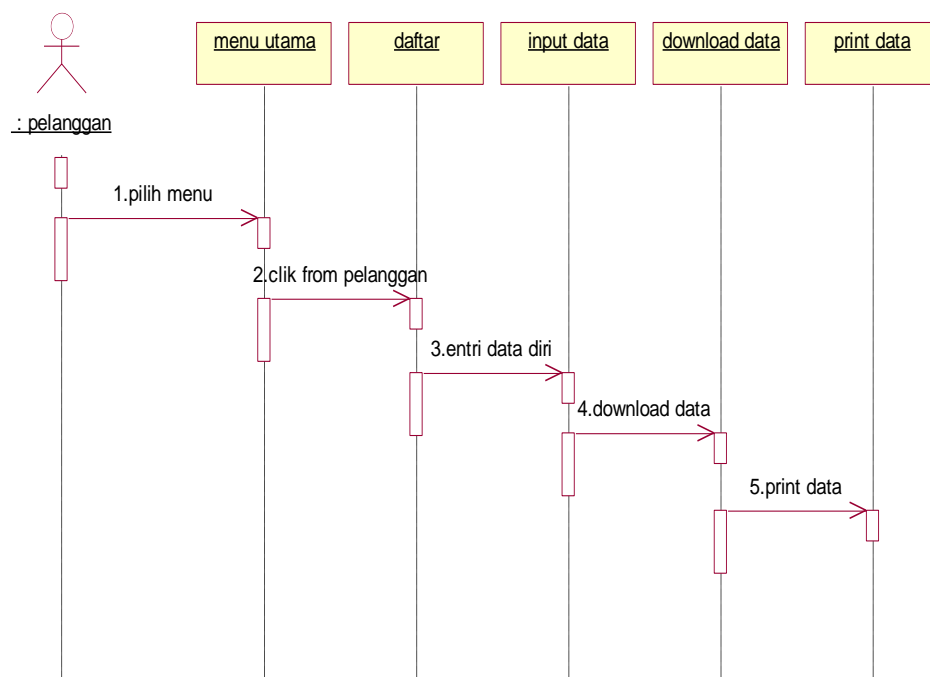 menu utama
daftar
input data
download data
print data
: pelanggan
1.pilih menu
2.clik from pelanggan
3.entri data diri
4.download data
5.print data